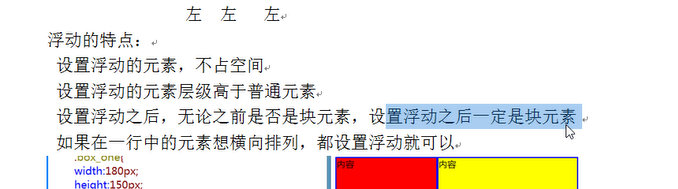 左 左 左
浮动的特点：
设置浮动的元素，不占空间
设置浮动的元素层级高于普通元素
设置浮动之后，无论之前是否是块元素，设置浮动之后一定是块元素
如果在一行中的元素想横向排列，都设置浮动就可以
.box_one{
width:180px;
height:150px;
内容 内容